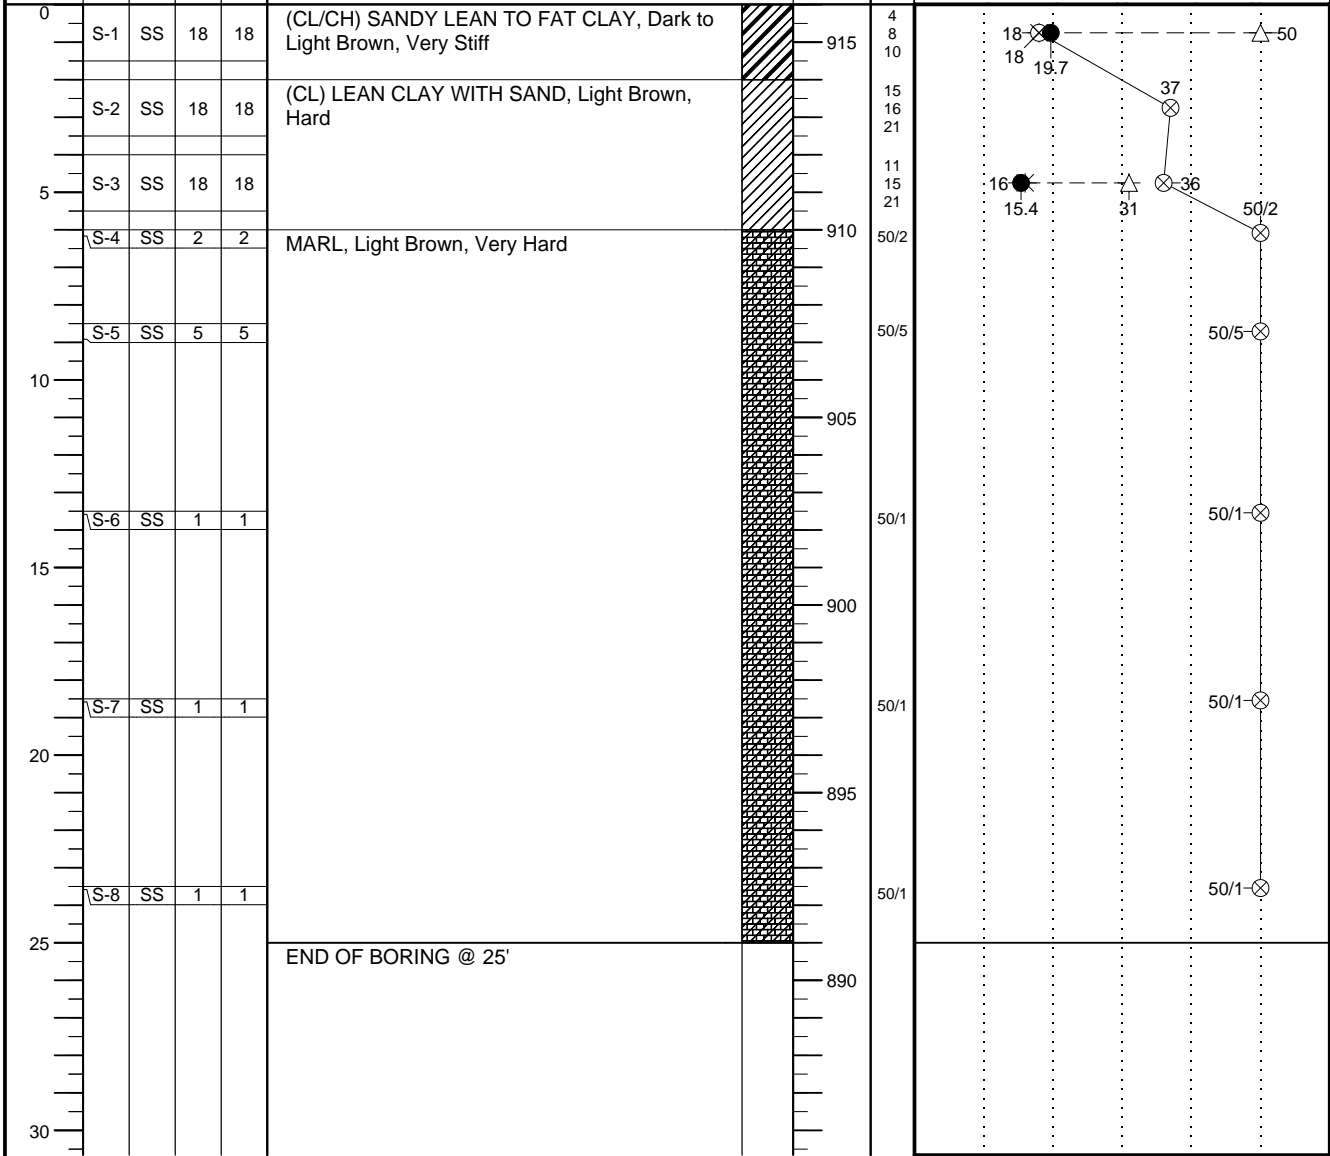 0
S-1 SS 18 18
(CL/CH) SANDY LEAN TO FAT CLAY, Dark to
Light Brown, Very Stiff
915
4
8
10
18
18
19.7
50
S-2 SS 18 18
(CL) LEAN CLAY WITH SAND, Light Brown,
Hard
15
16
21
37
5
S-3 SS 18 18
11
15
21
16
15.4
31
36
S-4 SS 2 2
MARL, Light Brown, Very Hard
910
50/2
50/2
S-5 SS 5 5
50/5
50/5
10
905
S-6 SS 1 1
50/1
50/1
15
900
S-7 SS 1 1
50/1
50/1
20
895
S-8 SS 1 1
50/1
50/1
25
END OF BORING @ 25'
890
30